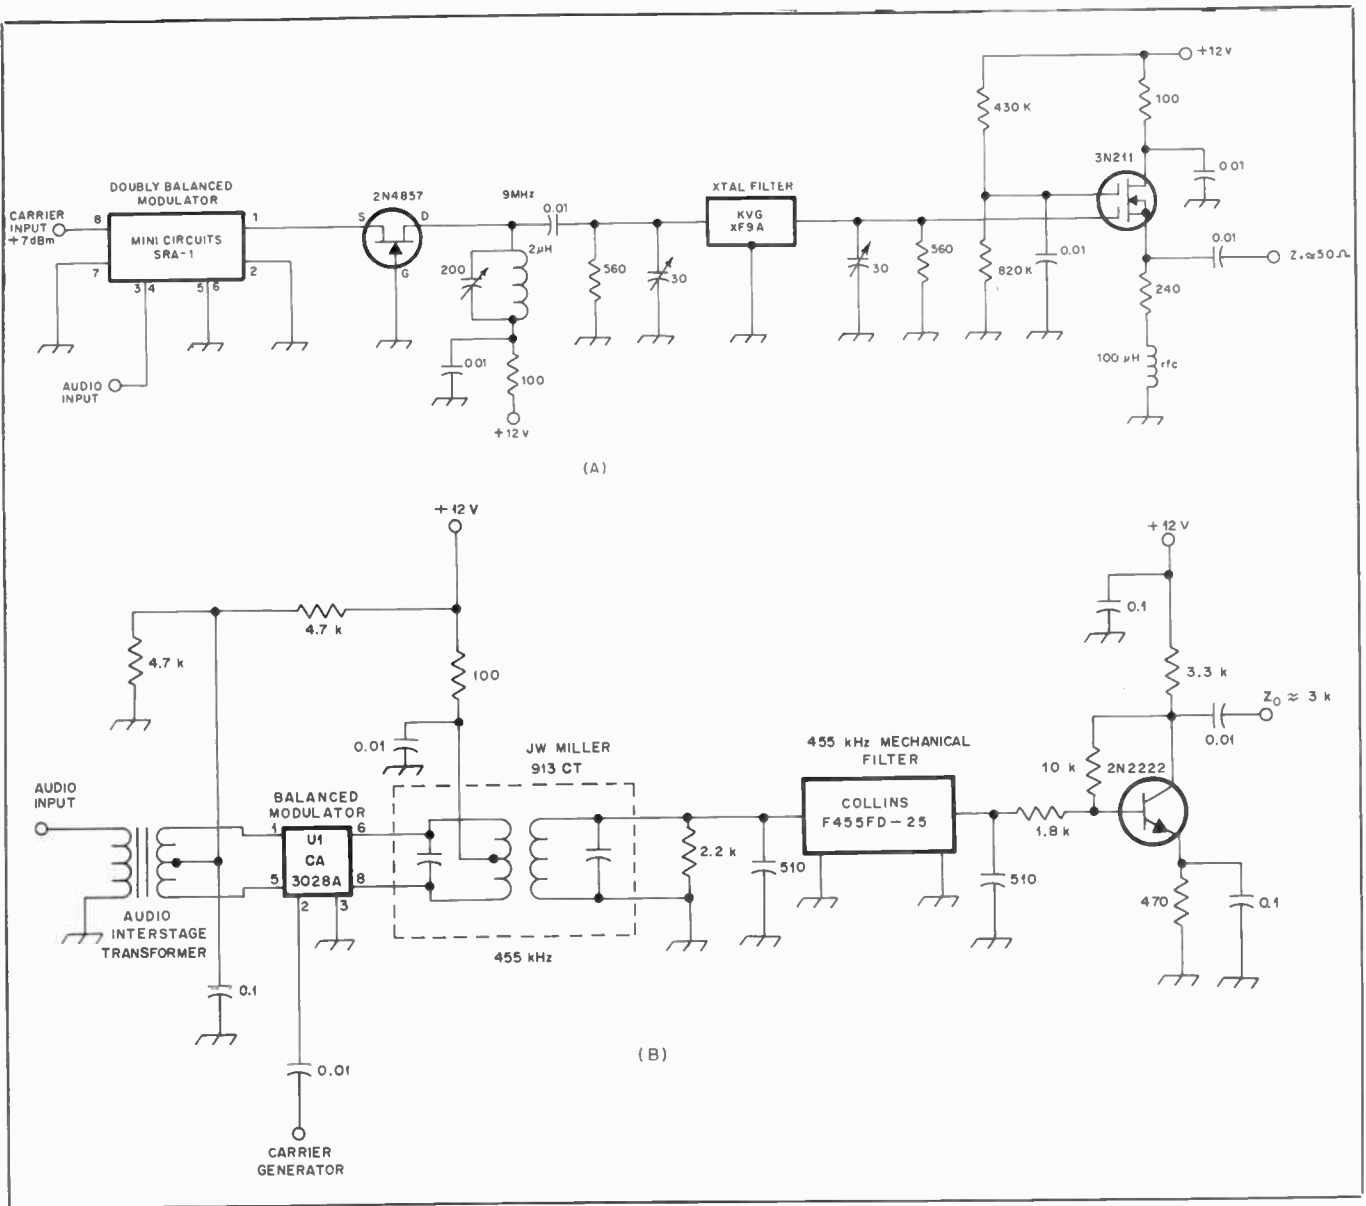 +12 V
430 K
100
3N211
0.01
DOUBLY BALANCED
MODULATOR
2N4857
9MHz
XTAL FILTER
CARRIER
INPUT
+7dBm
8
1
MINI CIRCUITS
SRA-1
7
2
3
4
5
6
S
D
G
0.01
2µH
200
560
30
KVG
XF9A
30
560
820 K
0.01
0.01
Zₒ≈50Ω
240
100 µH
rfc
AUDIO
INPUT
0.01
100
+12 V
(A)
+12 V
+12 V
4.7 k
4.7 k
100
0.1
3.3 k
Z₀ ≈ 3 k
0.01
0.01
JW MILLER
913 CT
455 kHz MECHANICAL
FILTER
10 k
2N2222
AUDIO
INPUT
BALANCED
MODULATOR
1
6
U1
CA
3028A
5
8
2
3
COLLINS
F455FD-25
1.8 k
2.2 k
510
510
470
0.1
AUDIO
INTERSTAGE
TRANSFORMER
455 kHz
0.1
0.01
(B)
CARRIER
GENERATOR